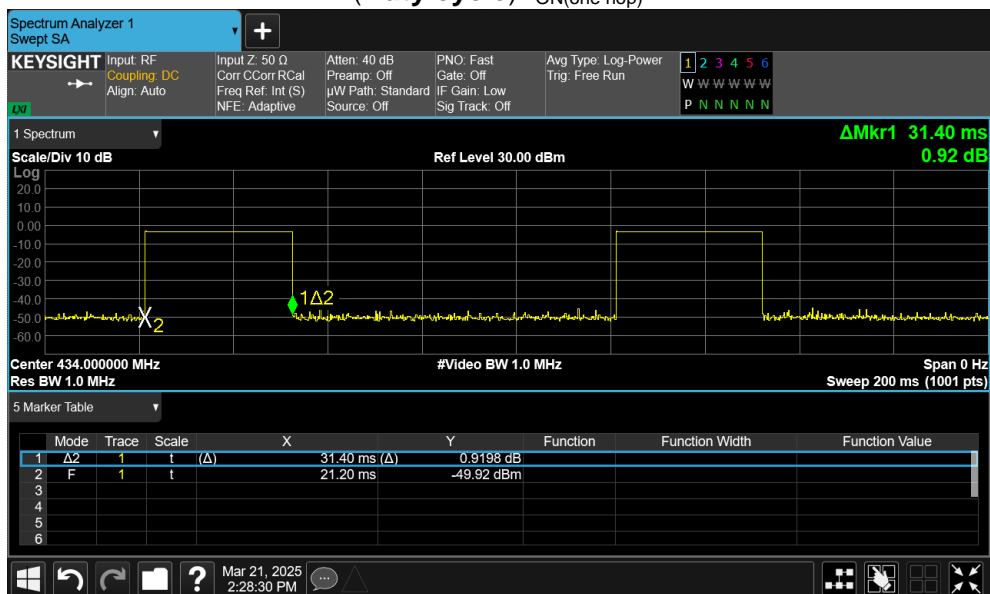 ON(one hop)
Spectrum Analyzer 1
Swept SA
+
KEYSIGHT
LXI
Input: RF
Coupling: DC
Align: Auto
Input Z: 50 Ω
Corr CCorr RCal
Freq Ref: Int (S)
NFE: Adaptive
Atten: 40 dB
Preamp: Off
µW Path: Standard
Source: Off
PNO: Fast
Gate: Off
IF Gain: Low
Sig Track: Off
Avg Type: Log-Power
Trig: Free Run
1 2 3 4 5 6
W W W W W W
P N N N N N
1 Spectrum
ΔMkr1 31.40 ms
0.92 dB
Scale/Div 10 dB
Ref Level 30.00 dBm
Log
20.0
10.0
0.00
-10.0
-20.0
-30.0
-40.0
-50.0
-60.0
1Δ2
X2
Center 434.000000 MHz
#Video BW 1.0 MHz
Span 0 Hz
Res BW 1.0 MHz
Sweep 200 ms (1001 pts)
5 Marker Table
Mode Trace Scale X Y Function Function Width Function Value
1 Δ2 1 t (Δ) 31.40 ms (Δ) 0.9198 dB
2 F 1 t 21.20 ms -49.92 dBm
3
4
5
6
?
Mar 21, 2025
2:28:30 PM